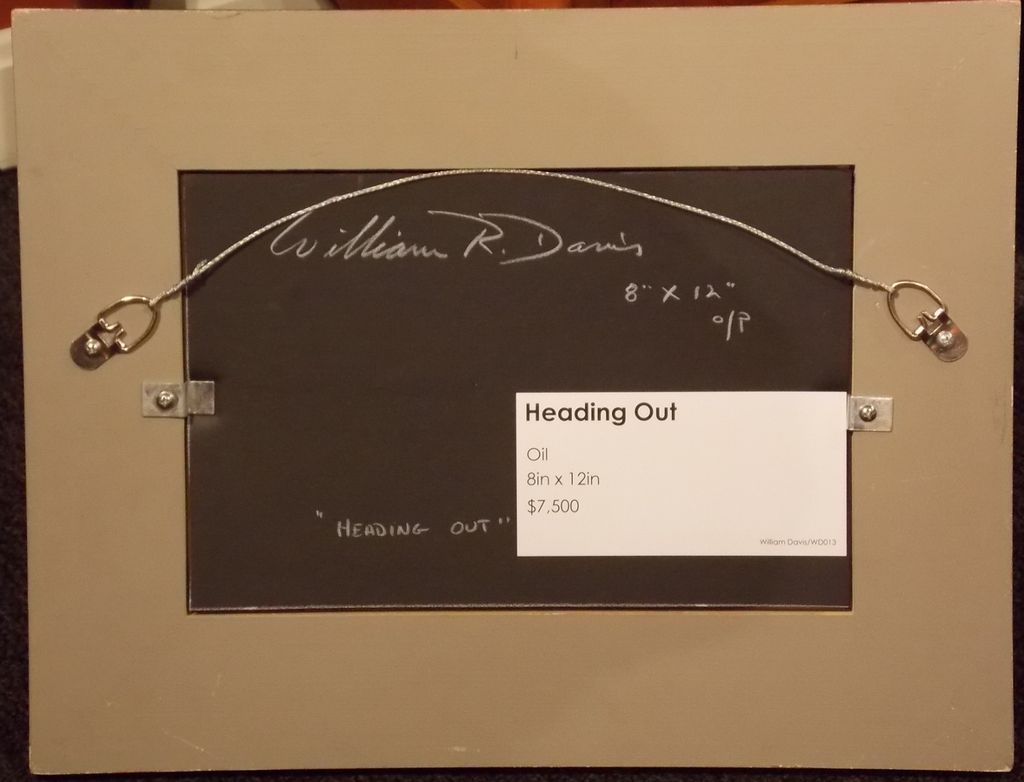 William R. Davis
8" X 12"
o/P
Heading Out
Oil
8in x 12in
$7,500
"HEADING OUT"
William Davis/WD013